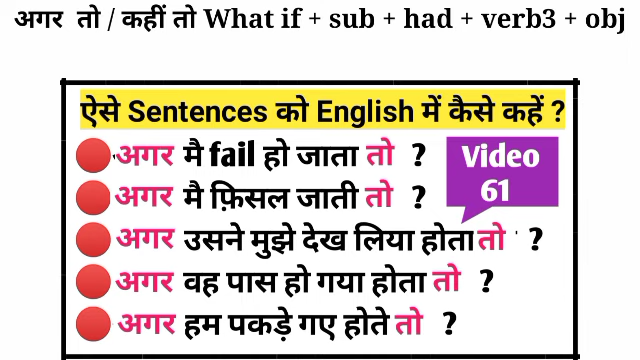 अगर तो / कहीं तो What if + sub + had + verb3 + obj
ऐसे Sentences को English में कैसे कहें ?
अगर मै fail हो जाता तो ?
अगर मै फ़िसल जाती तो ?
Video
61
अगर उसने मुझे देख लिया होता तो ?
अगर वह पास हो गया होता तो ?
अगर हम पकड़े गए होते तो ?